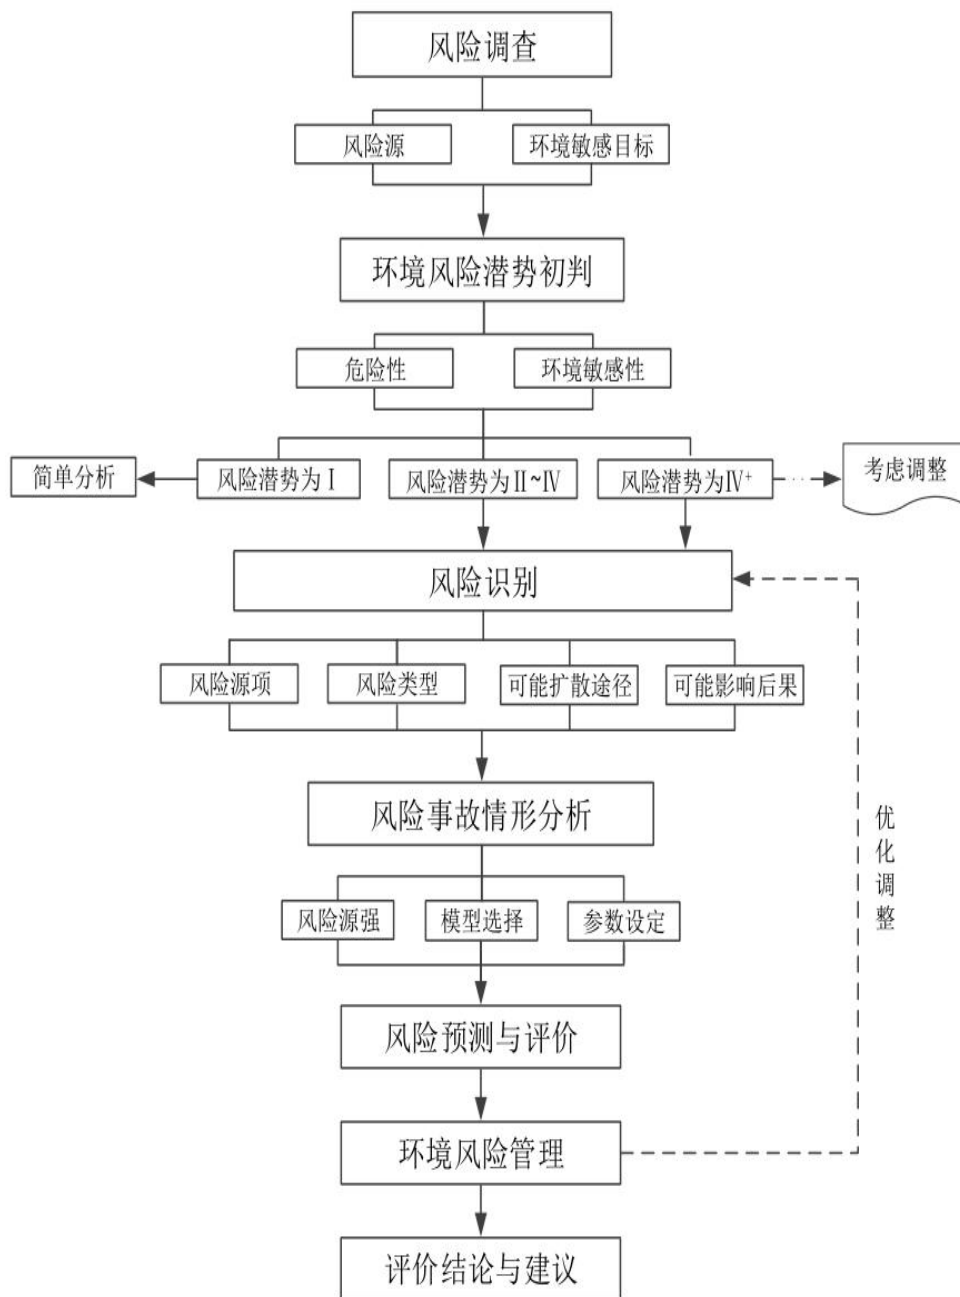 风险调查
风险源
环境敏感目标
环境风险潜势初判
危险性
环境敏感性
简单分析
风险潜势为Ⅰ
风险潜势为Ⅱ~Ⅳ
风险潜势为Ⅳ⁺
考虑调整
风险识别
风险源项
风险类型
可能扩散途径
可能影响后果
风险事故情形分析
优化调整
风险源强
模型选择
参数设定
风险预测与评价
环境风险管理
评价结论与建议